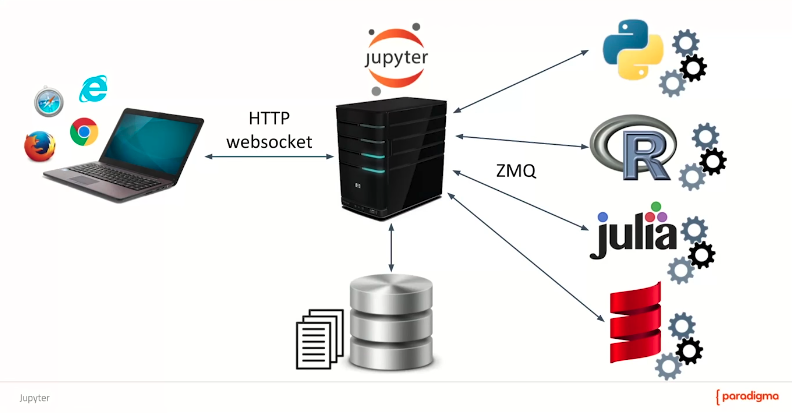 jupyter
HTTP
websocket
ZMQ
R
julia
Jupyter
paradigma